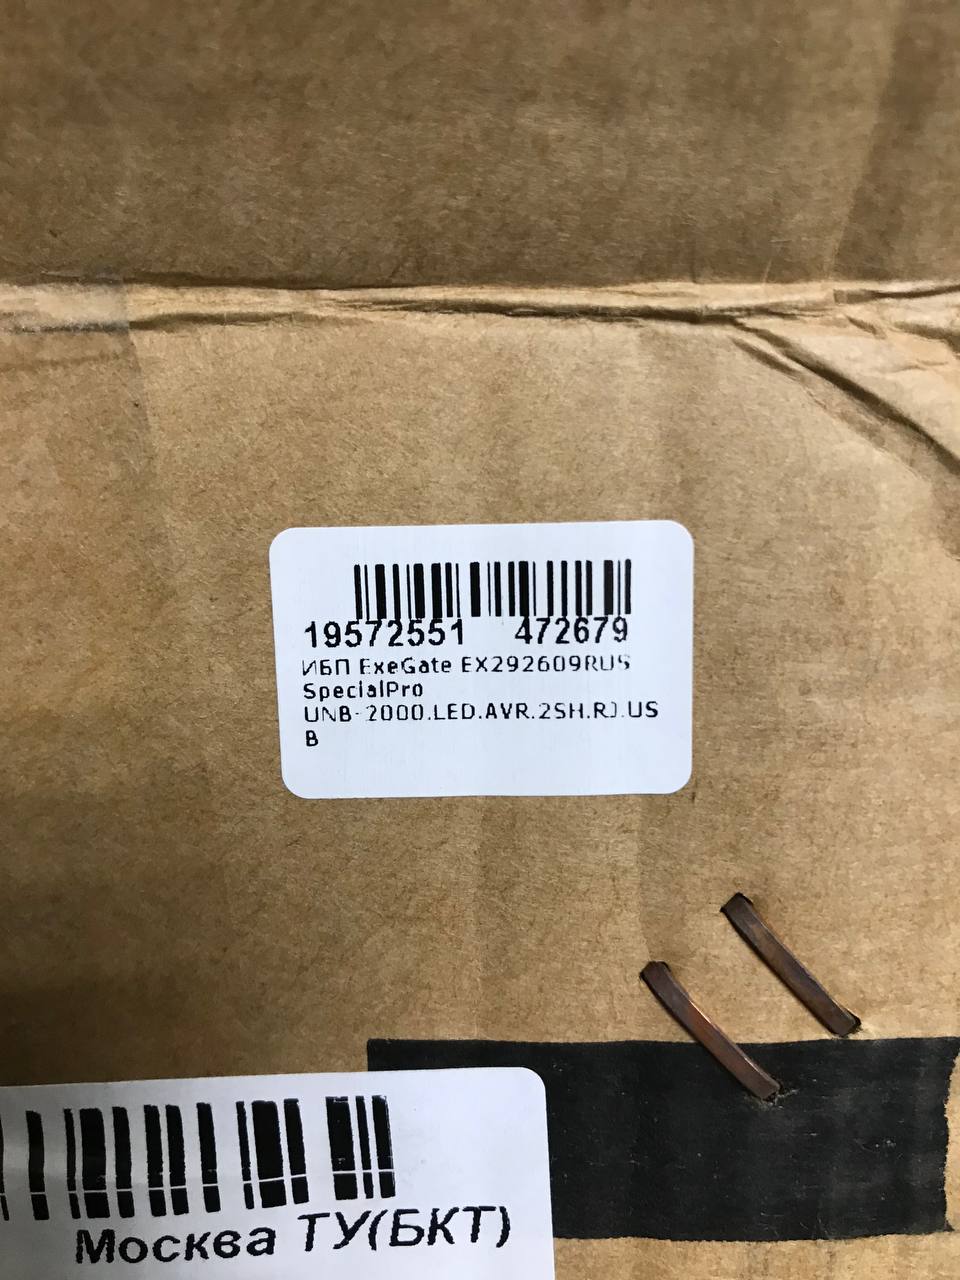 19572551 472679
ИБП ExeGate EX292609RUS
SpecialPro
UNB-2000.LED.AVR.2SH.RJ.US
B
Москва ТУ(БКТ)